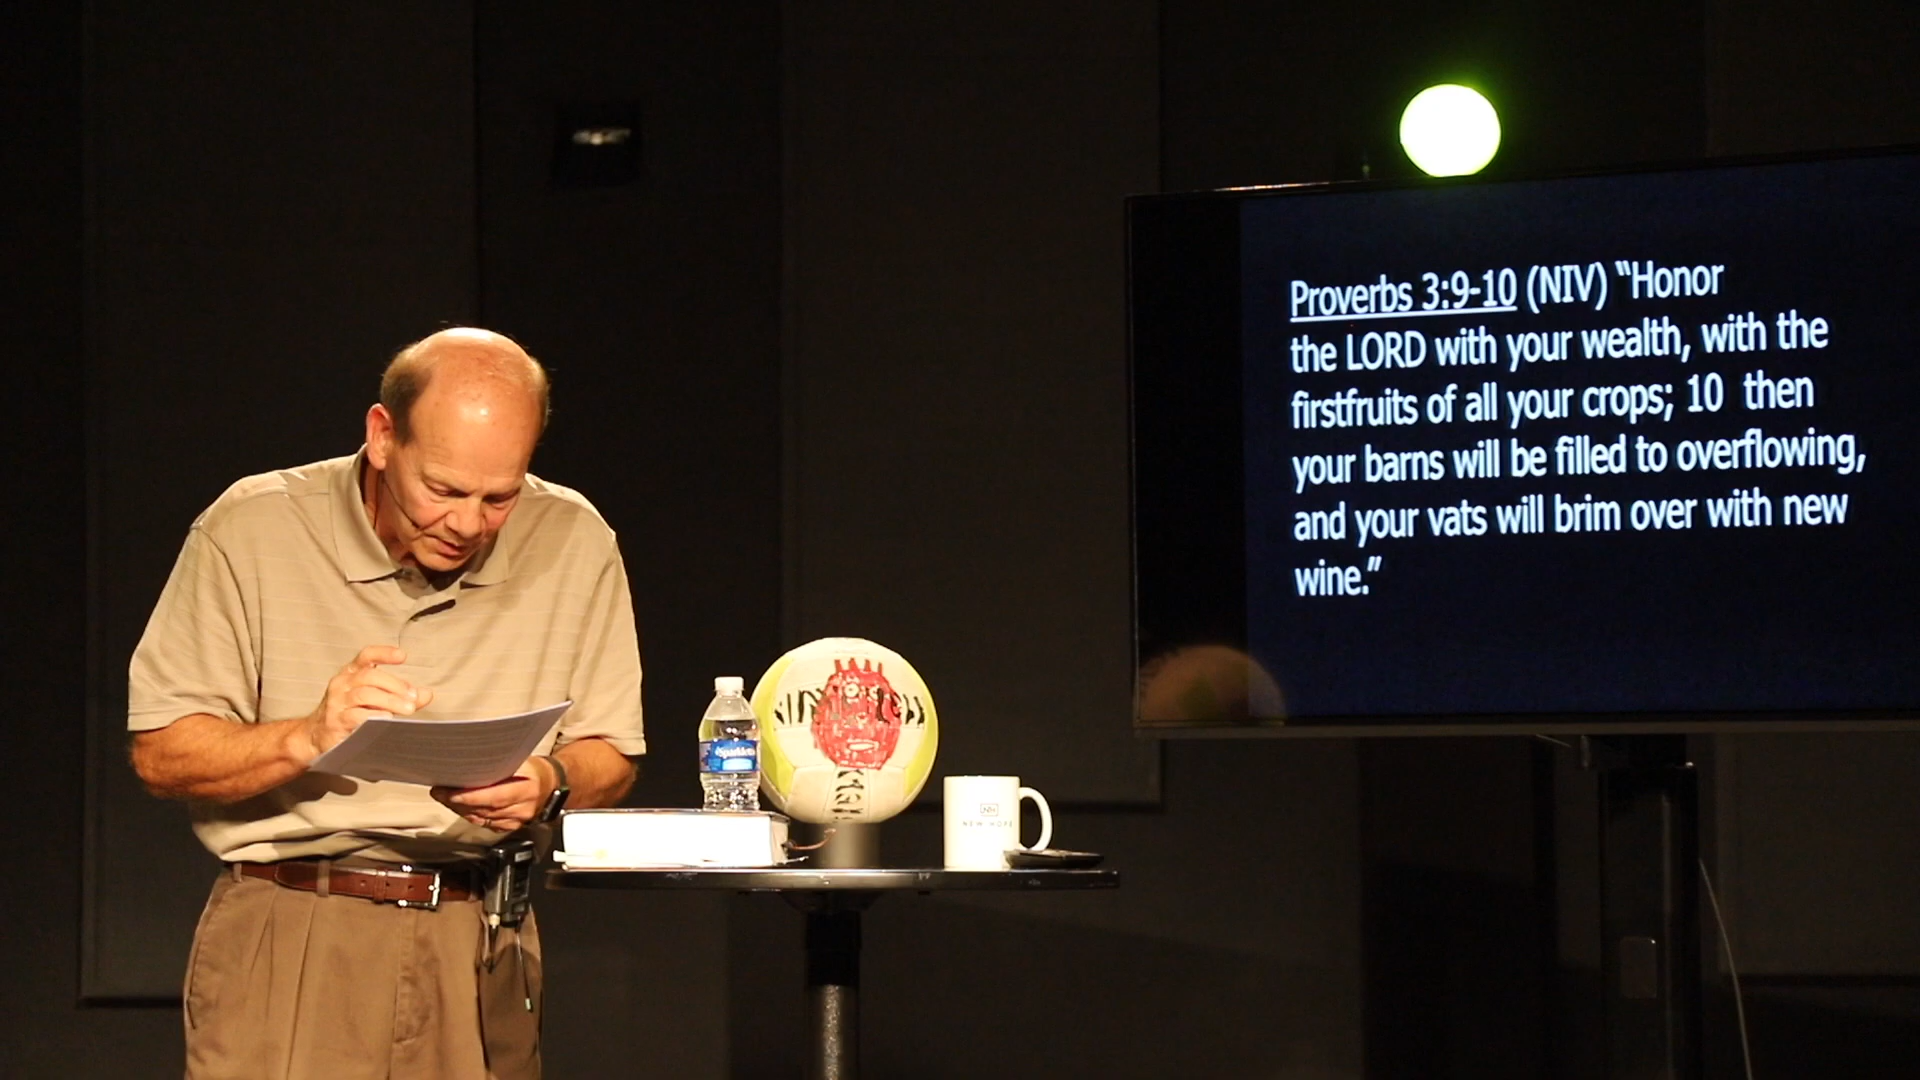 Proverbs 3:9-10 (NIV) “Honor
the LORD with your wealth, with the
firstfruits of all your crops; 10 then
your barns will be filled to overflowing,
and your vats will brim over with new
wine.”
NH
NEW HOPE